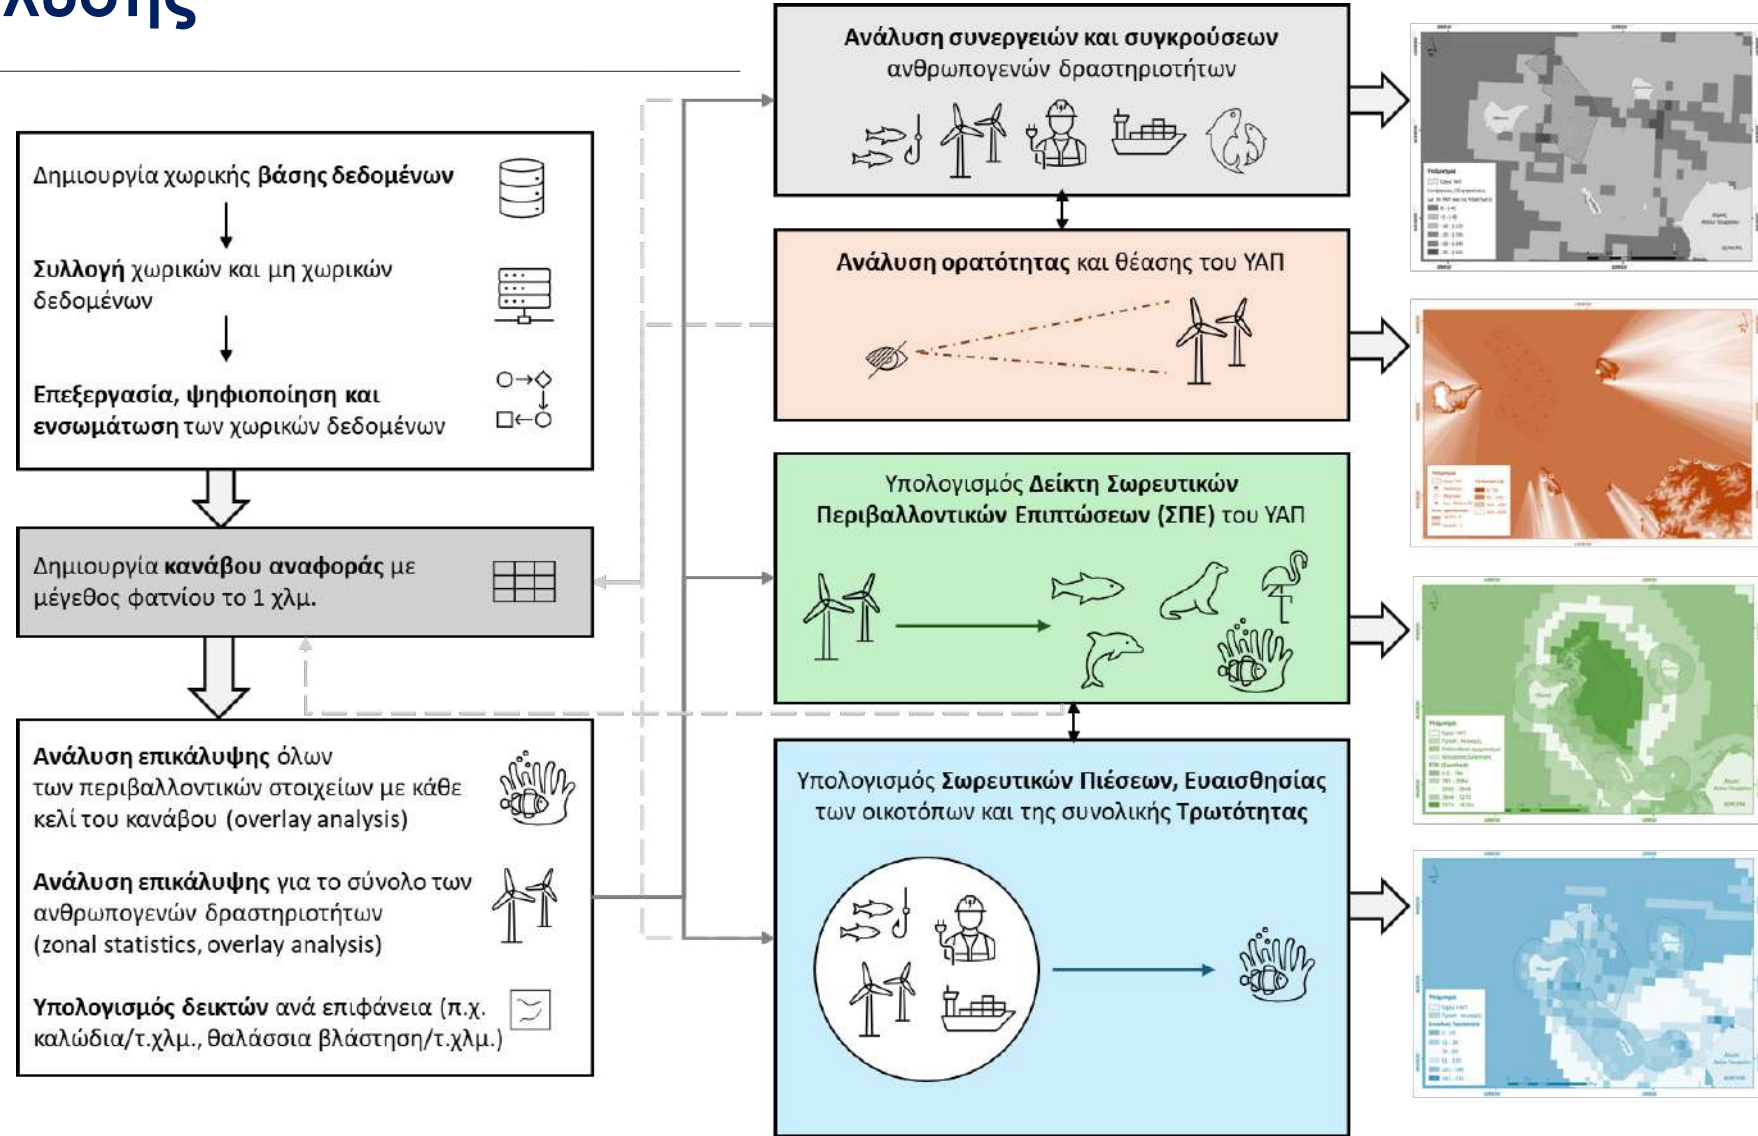 Δημιουργία χωρικής βάσης δεδομένων
Συλλογή χωρικών και μη χωρικών
δεδομένων
Επεξεργασία, ψηφιοποίηση και
ενσωμάτωση των χωρικών δεδομένων
Δημιουργία κανάβου αναφοράς με
μέγεθος φατνίου το 1 χλμ.
Ανάλυση επικάλυψης όλων
των περιβαλλοντικών στοιχείων με κάθε
κελί του κανάβου (overlay analysis)
Ανάλυση επικάλυψης για το σύνολο των
ανθρωπογενών δραστηριοτήτων
(zonal statistics, overlay analysis)
Υπολογισμός δεικτών ανά επιφάνεια (π.χ.
καλώδια/τ.χλμ., θαλάσσια βλάστηση/τ.χλμ.)
Ανάλυση συνεργειών και συγκρούσεων
ανθρωπογενών δραστηριοτήτων
Ανάλυση ορατότητας και θέασης του ΥΑΠ
Υπολογισμός Δείκτη Σωρευτικών
Περιβαλλοντικών Επιπτώσεων (ΣΠΕ) του ΥΑΠ
Υπολογισμός Σωρευτικών Πιέσεων, Ευαισθησίας
των οικοτόπων και της συνολικής Τρωτότητας
Υπόμνημα
Υπόμνημα
Υπόμνημα
Υπόμνημα